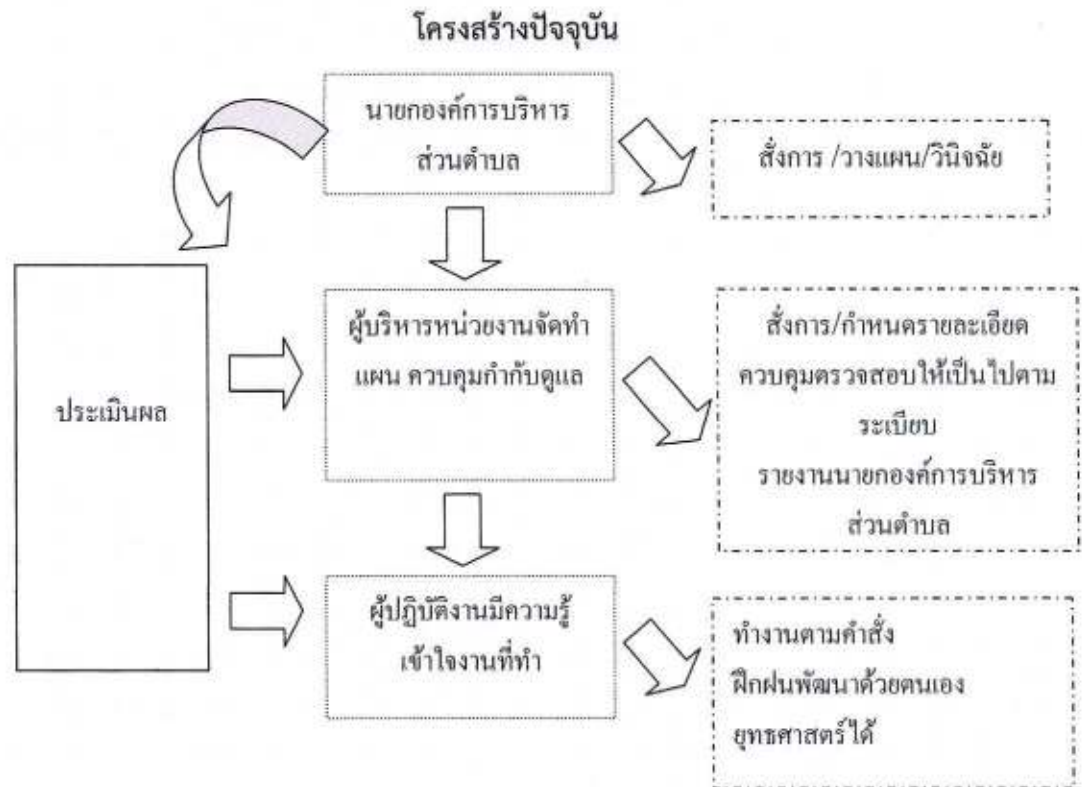 โครงสร้างปัจจุบัน
นายกองค์การบริหาร
ส่วนตำบล
สั่งการ /วางแผน/วินิจฉัย
ประเมินผล
ผู้บริหารหน่วยงานจัดทำ
แผน ควบคุมกำกับดูแล
สั่งการ/กำหนดรายละเอียด
ควบคุมตรวจสอบให้เป็นไปตาม
ระเบียบ
รายงานนายกองค์การบริหาร
ส่วนตำบล
ผู้ปฏิบัติงานมีความรู้
เข้าใจงานที่ทำ
ทำงานตามคำสั่ง
ฝึกฝนพัฒนาด้วยตนเอง
ยุทธศาสตร์ได้